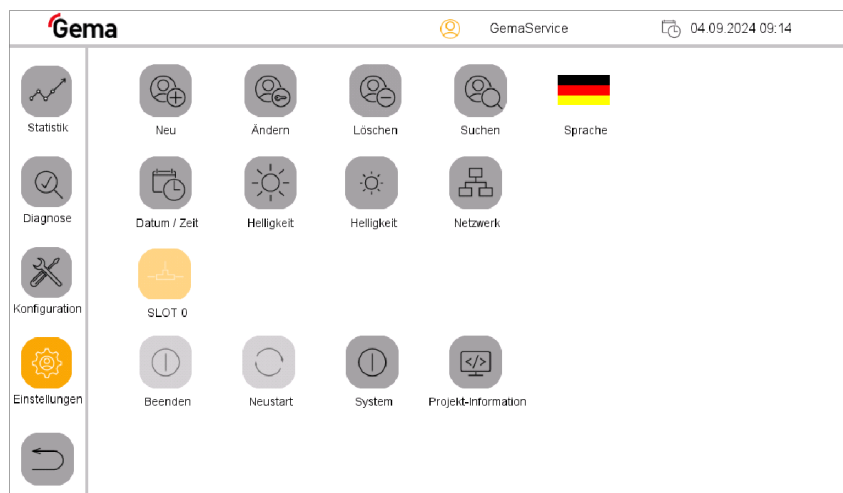 Gema
GemaService
04.09.2024 09:14
Statistik
Neu
Ändern
Löschen
Suchen
Sprache
Diagnose
Datum / Zeit
Helligkeit
Helligkeit
Netzwerk
Konfiguration
SLOT 0
Einstellungen
Beenden
Neustart
System
Projekt-Information